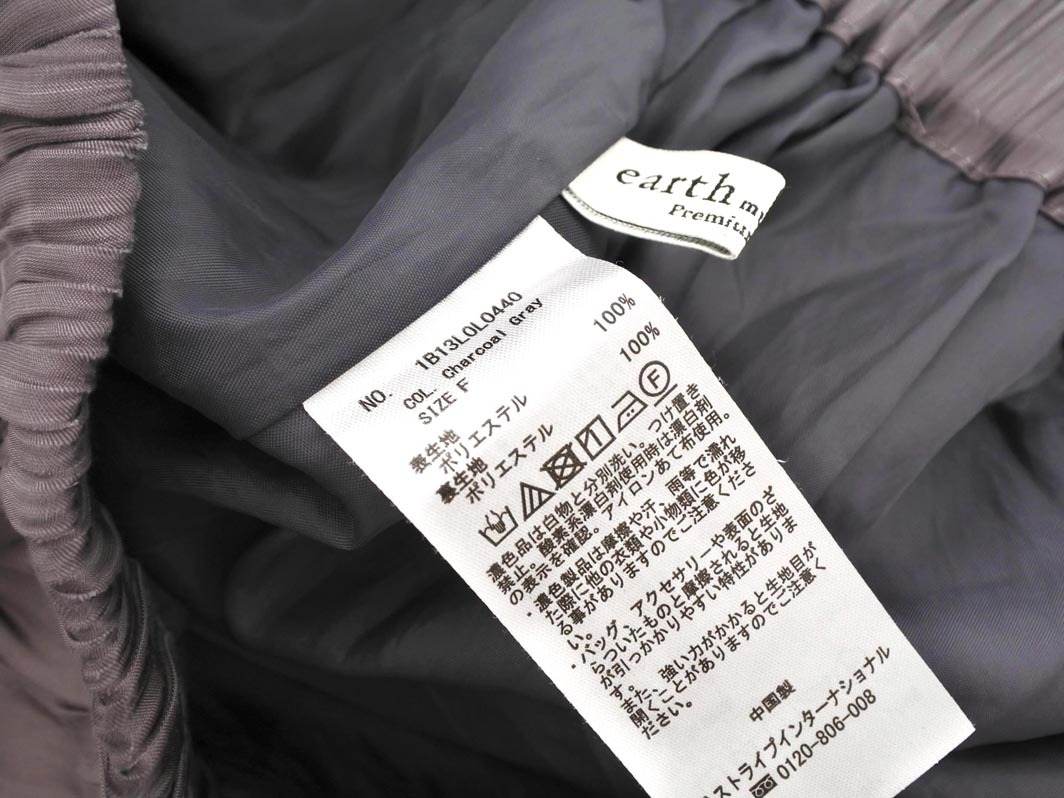 earth
Premium
NO. 1B13L0L0440
COL. Charcoal Gray
SIZE F
表生地
ポリエステル 100%
裏生地
ポリエステル 100%
F
濃色品は白物と分別洗い。つけ置き
禁止。酸素系漂白剤使用時は漂白剤
の表示を確認。アイロンあて布使用。
・濃色製品は摩擦や汗、雨等で濡れ
た際に他の衣類や小物類に色が移
る事がありますのでご注意くださ
い。
・バッグ、アクセサリーや表面のざ
らついたものと摩擦されると生地
が引っかかりやすい特性がありま
す。また、強い力がかかると生地目が
開くことがありますのでご注意く
ださい。
中国製
ストライプインターナショナル
0120-806-008